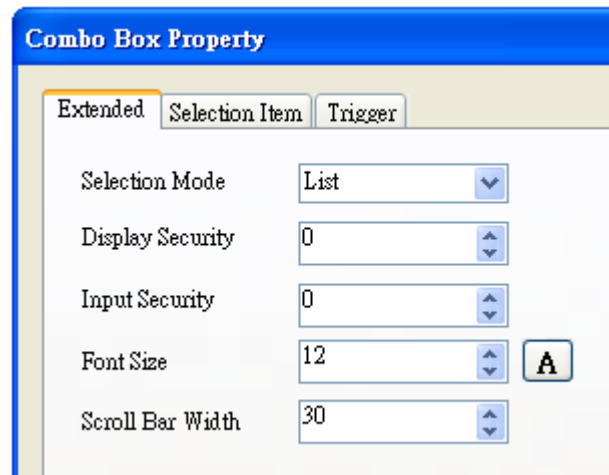 Combo Box Property
Extended Selection Item Trigger
Selection Mode List
Display Security 0
Input Security 0
Font Size 12 A
Scroll Bar Width 30